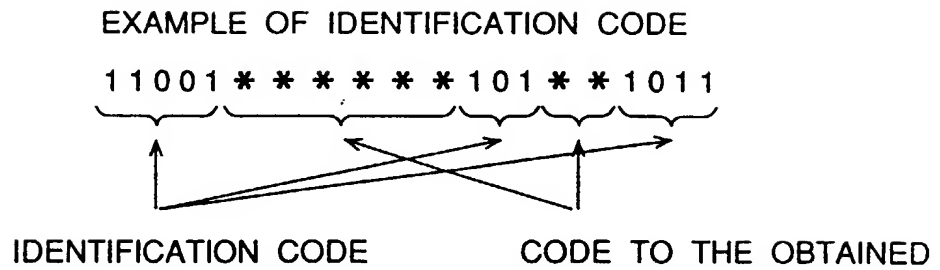 EXAMPLE OF IDENTIFICATION CODE
11001******101**1011
IDENTIFICATION CODE CODE TO THE OBTAINED